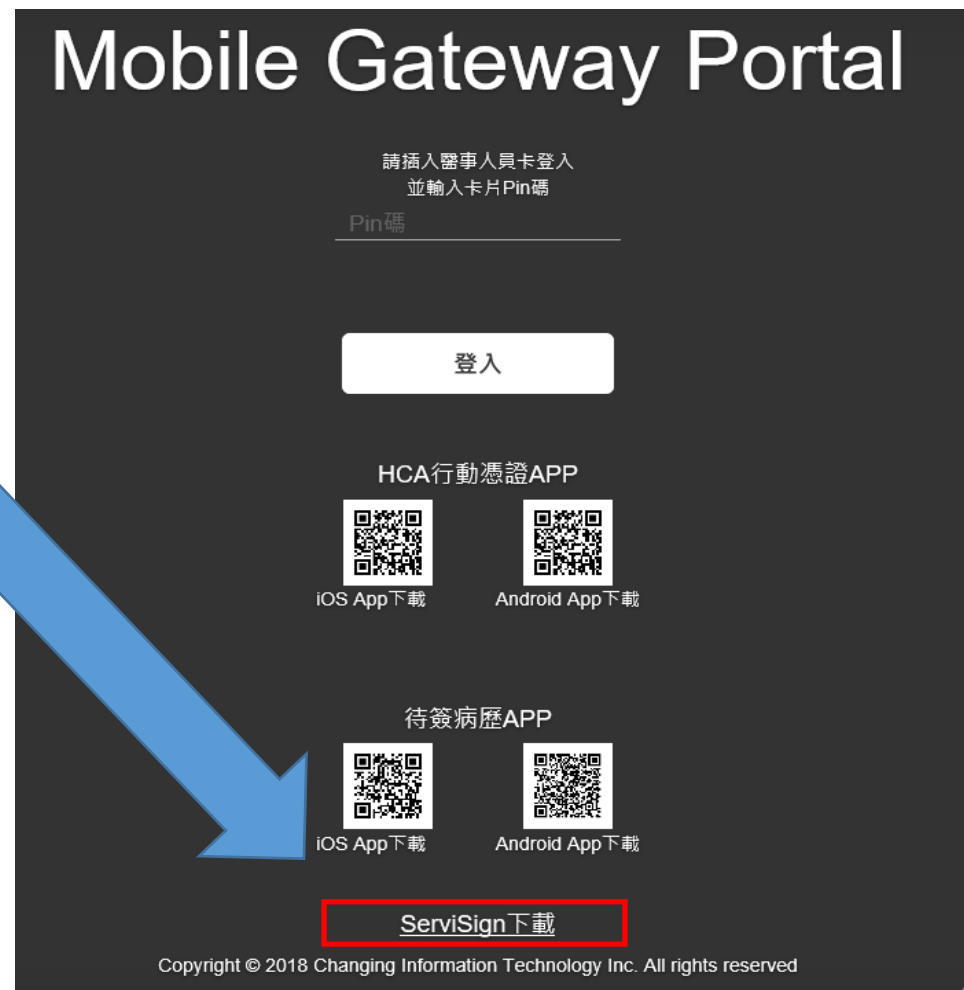 Mobile Gateway Portal
請插入醫事人員卡登入
並輸入卡片Pin碼
Pin碼
登入
HCA行動憑證APP
iOS App下載 Android App下載
待簽病歷APP
iOS App下載 Android App下載
ServiSign下載
Copyright © 2018 Changing Information Technology Inc. All rights reserved